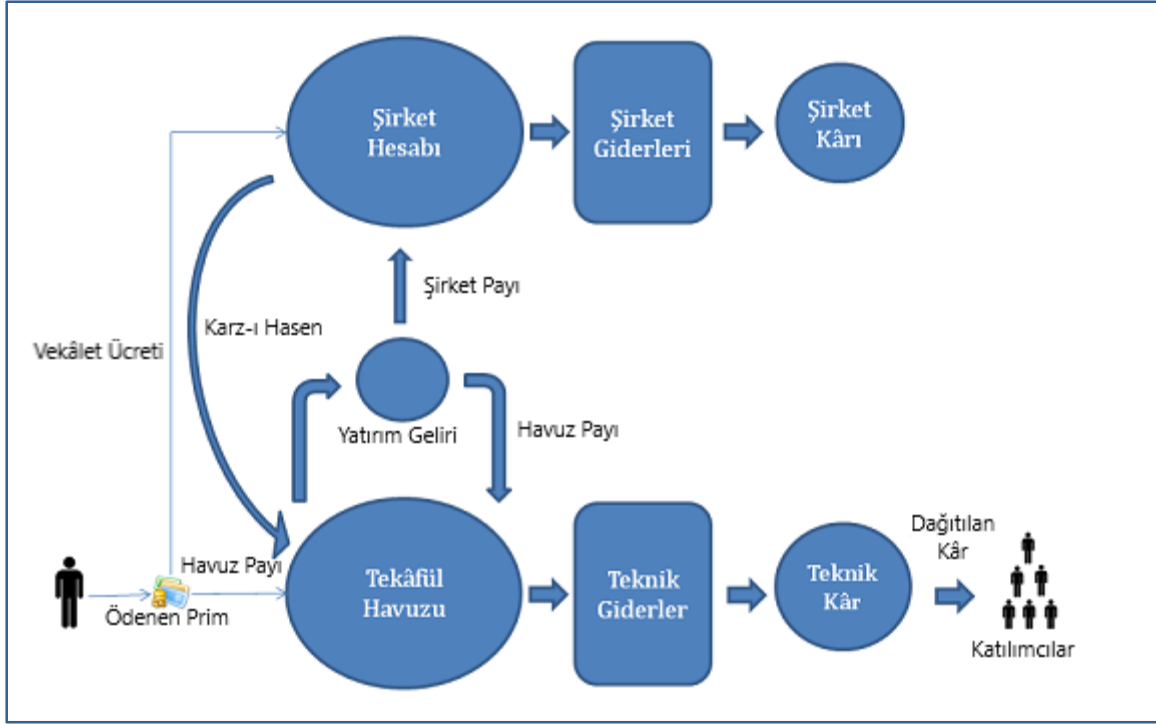 Şirket
Hesabı
Şirket
Giderleri
Şirket
Kârı
Şirket Payı
Karz-ı Hasen
Vekâlet Ücreti
Yatırım Geliri
Havuz Payı
Havuz Payı
Ödenen Prim
Tekâfül
Havuzu
Teknik
Giderler
Teknik
Kâr
Dağıtılan
Kâr
Katılımcılar